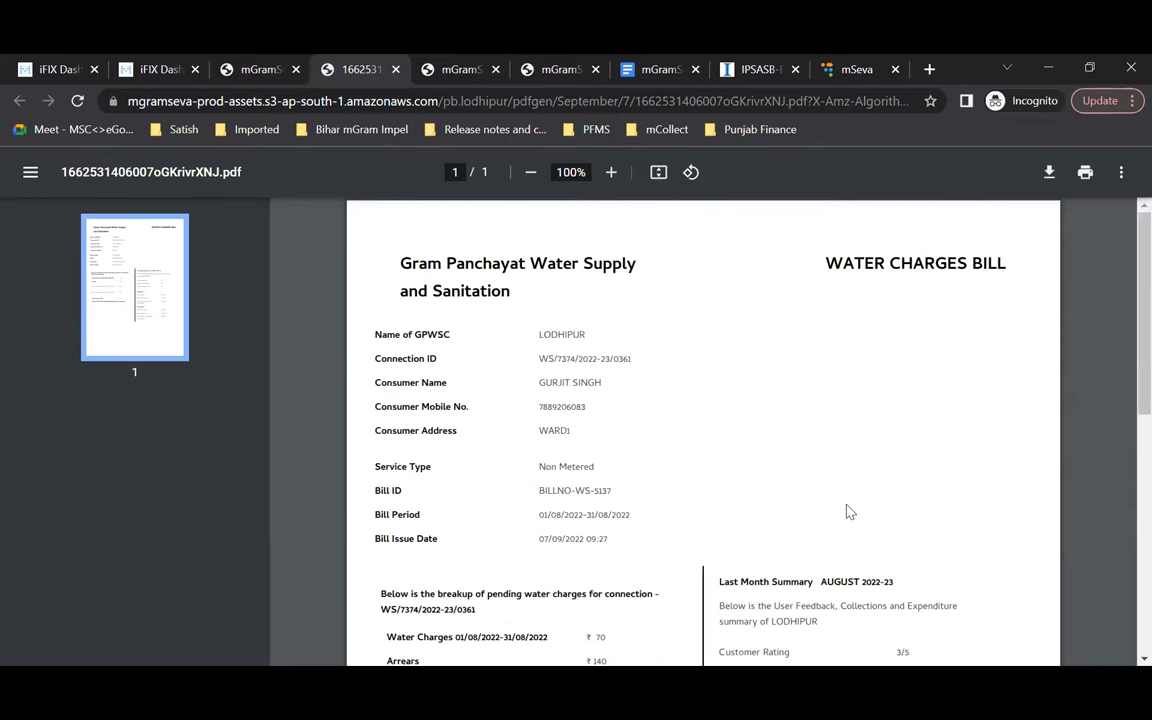 iFIX Dash
iFIX Dash
mGramS
1662531
mGramS
mGramS
mGramS
IPSASB-I
mSeva
mgramseva-prod-assets.s3-ap-south-1.amazonaws.com/pb.lodhipur/pdfgen/September/7/1662531406007oGKrivrXNJ.pdf?X-Amz-Algorith...
Incognito
Update
Meet - MSC<>eGo...
Satish
Imported
Bihar mGram Impel
Release notes and c...
PFMS
mCollect
Punjab Finance
1662531406007oGKrivrXNJ.pdf
1 / 1
100%
Gram Panchayat Water Supply
and Sanitation
WATER CHARGES BILL
Name of GPWSC LODHIPUR
Connection ID WS/7374/2022-23/0361
Consumer Name GURJIT SINGH
Consumer Mobile No. 7889206083
Consumer Address WARD1
Service Type Non Metered
Bill ID BILLNO-WS-5137
Bill Period 01/08/2022-31/08/2022
Bill Issue Date 07/09/2022 09:27
Below is the breakup of pending water charges for connection -
WS/7374/2022-23/0361
Water Charges 01/08/2022-31/08/2022 ₹ 70
Arrears ₹ 140
Last Month Summary AUGUST 2022-23
Below is the User Feedback, Collections and Expenditure
summary of LODHIPUR
Customer Rating 3/5
1